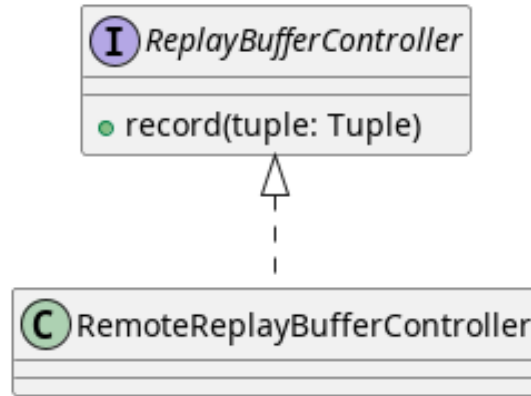 I ReplayBufferController
record(tuple: Tuple)
C RemoteReplayBufferController